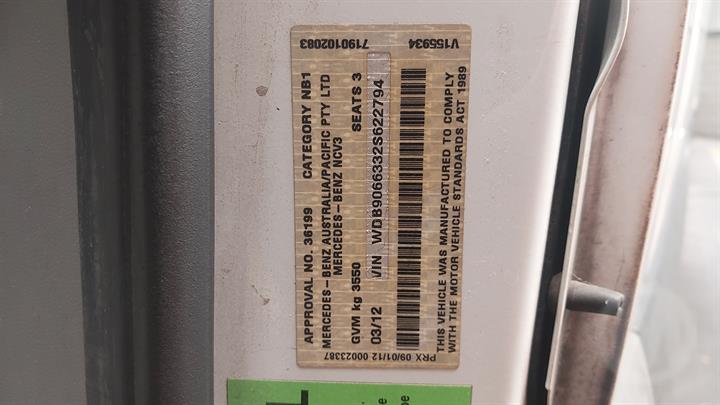 7190102083 V155934
APPROVAL NO. 36199 CATEGORY NB1
MERCEDES-BENZ AUSTRALIA/PACIFIC PTY LTD
MERCEDES-BENZ NCV3
GVM kg 3550 SEATS 3
03/12 VIN WDB9066332S622794
THIS VEHICLE WAS MANUFACTURED TO COMPLY
WITH THE MOTOR VEHICLE STANDARDS ACT 1989
PRX 09/01/12 00023387